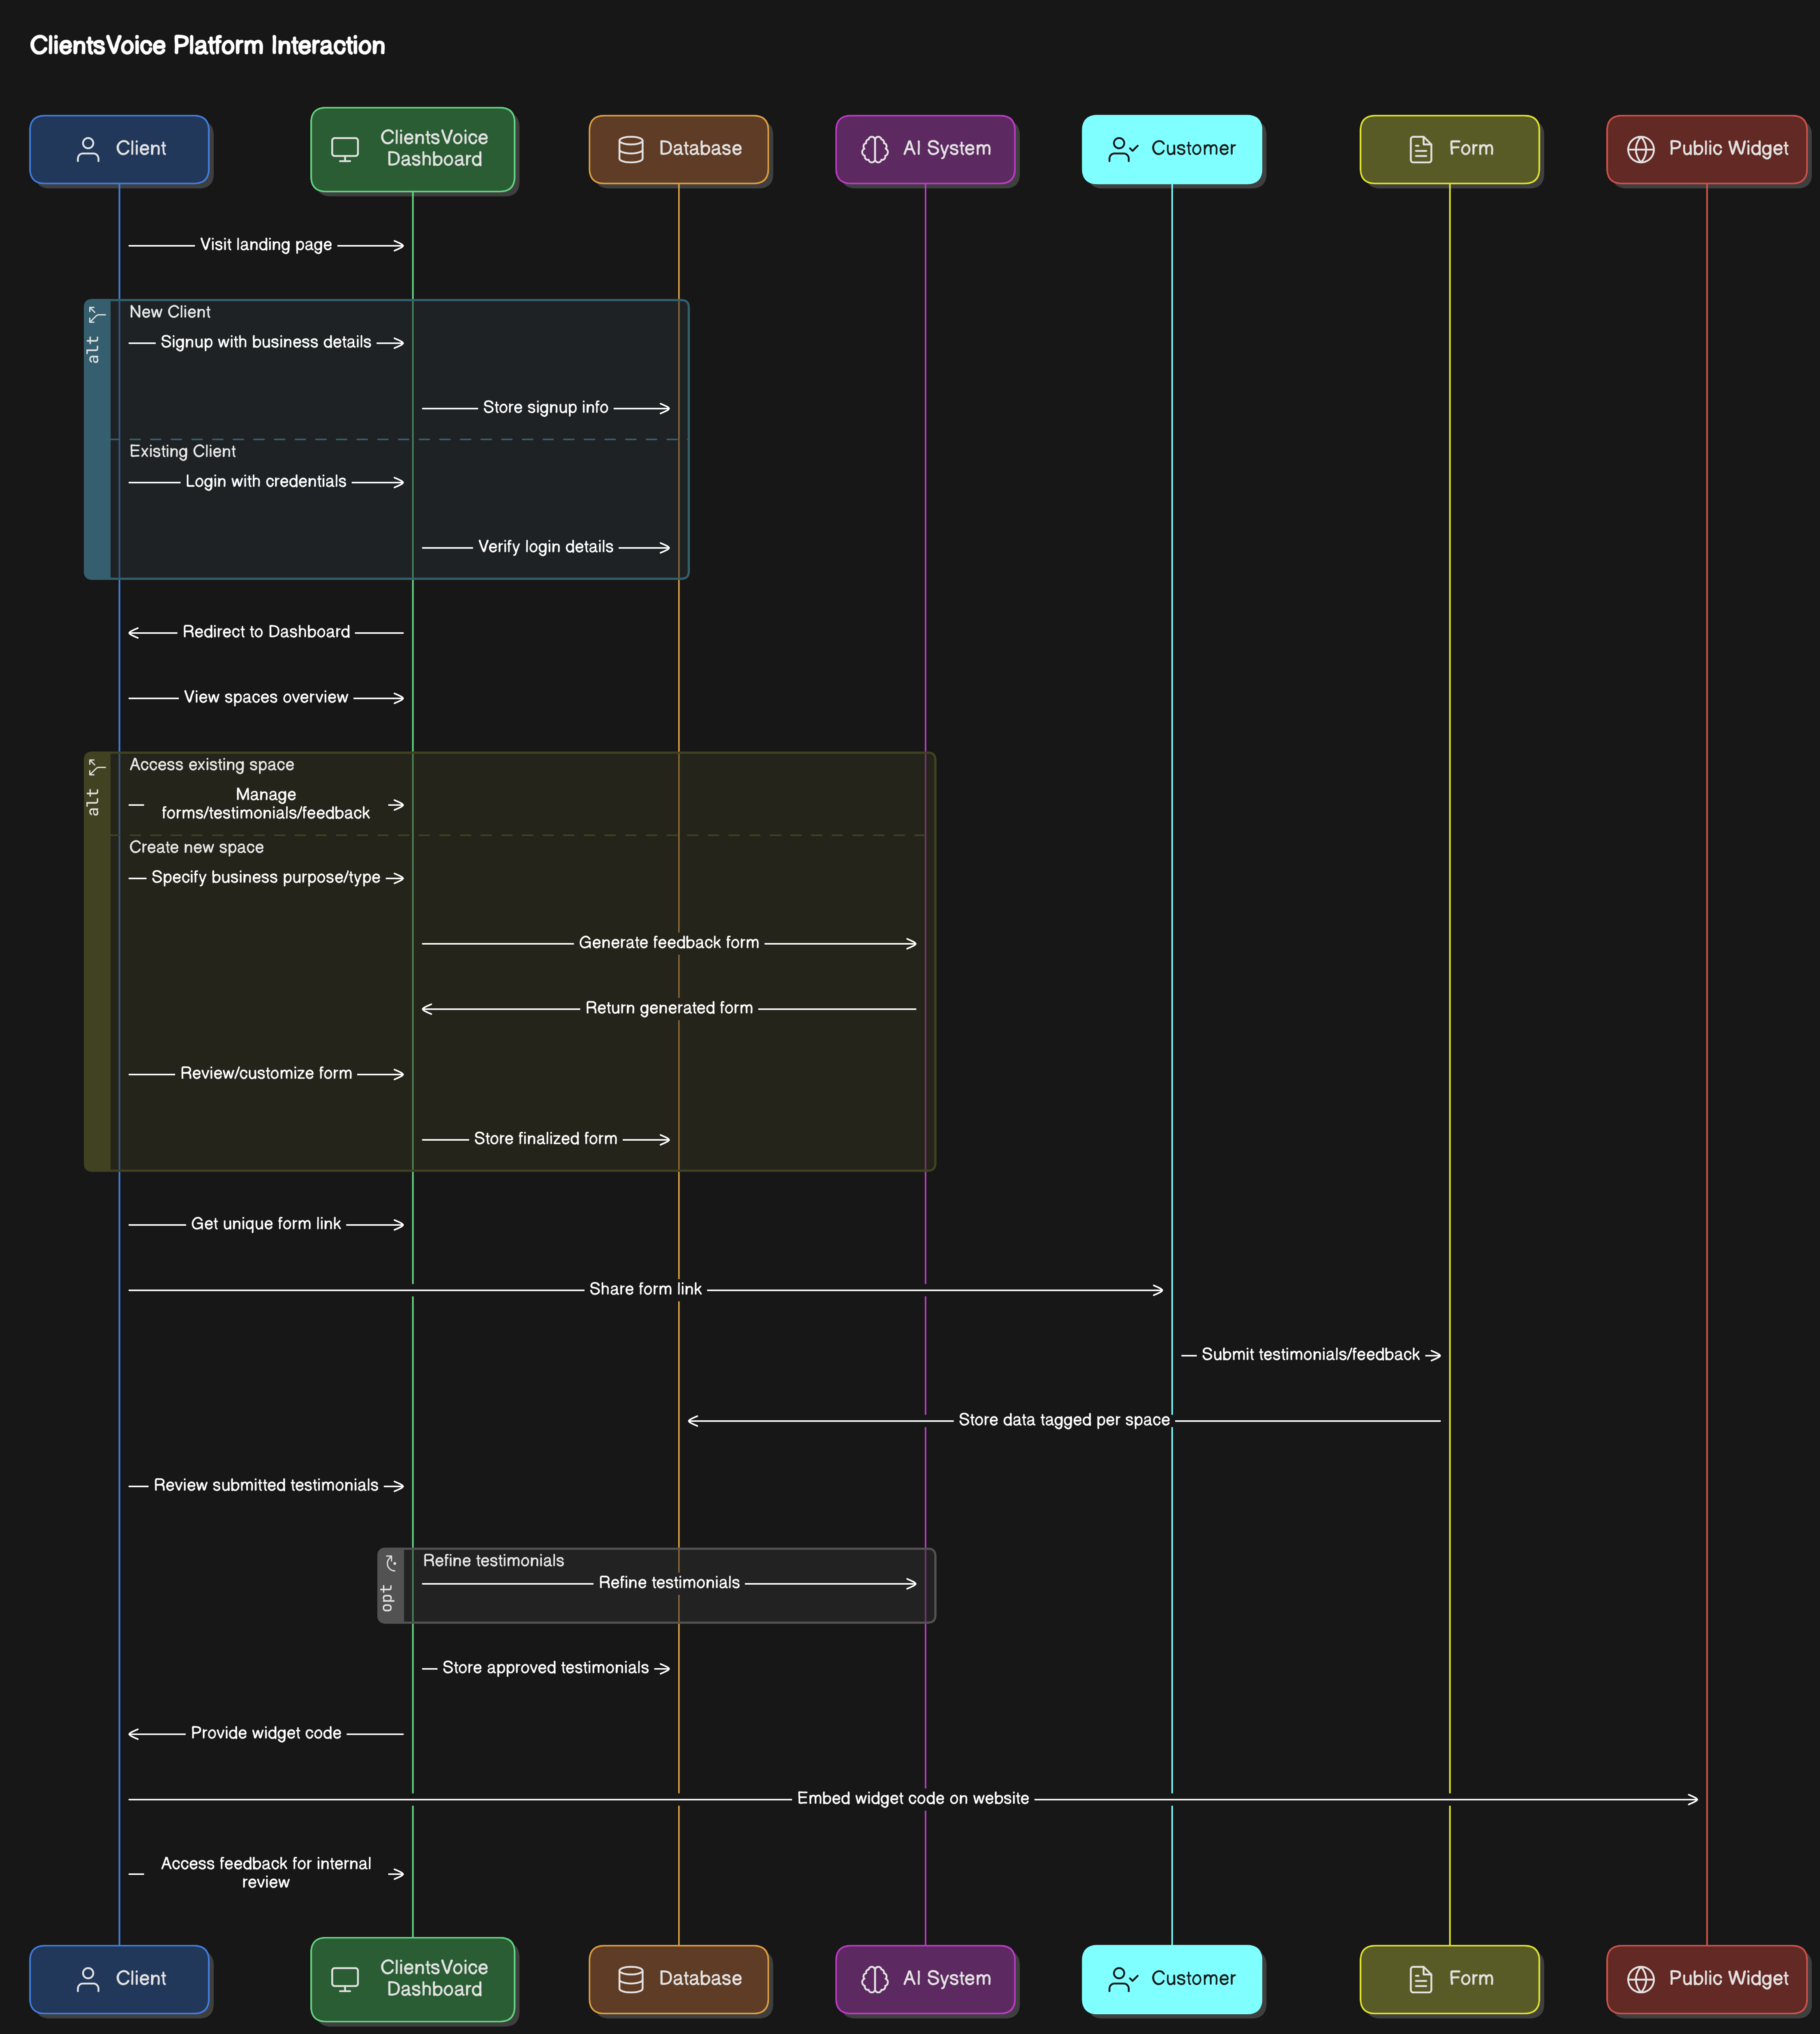 ClientsVoice Platform Interaction
Client
ClientsVoice
Dashboard
Database
AI System
Customer
Form
Public Widget
Visit landing page
alt
New Client
Signup with business details
Store signup info
Existing Client
Login with credentials
Verify login details
Redirect to Dashboard
View spaces overview
alt
Access existing space
Manage
forms/testimonials/feedback
Create new space
Specify business purpose/type
Generate feedback form
Return generated form
Review/customize form
Store finalized form
Get unique form link
Share form link
Submit testimonials/feedback
Store data tagged per space
Review submitted testimonials
opt
Refine testimonials
Refine testimonials
Store approved testimonials
Provide widget code
Embed widget code on website
Access feedback for internal
review
Client
ClientsVoice
Dashboard
Database
AI System
Customer
Form
Public Widget